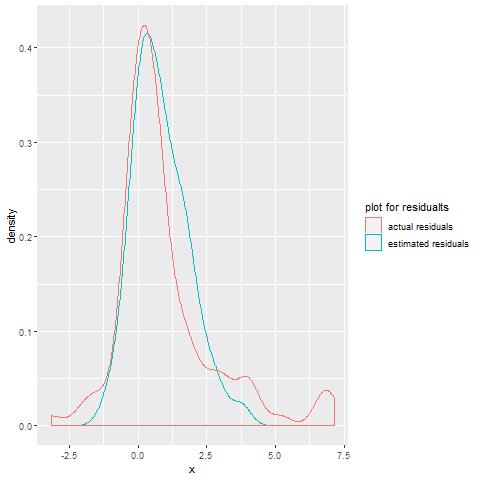 0.4
0.3
0.2
0.1
0.0
density
-2.5
0.0
2.5
5.0
7.5
x
plot for residualts
actual residuals
estimated residuals